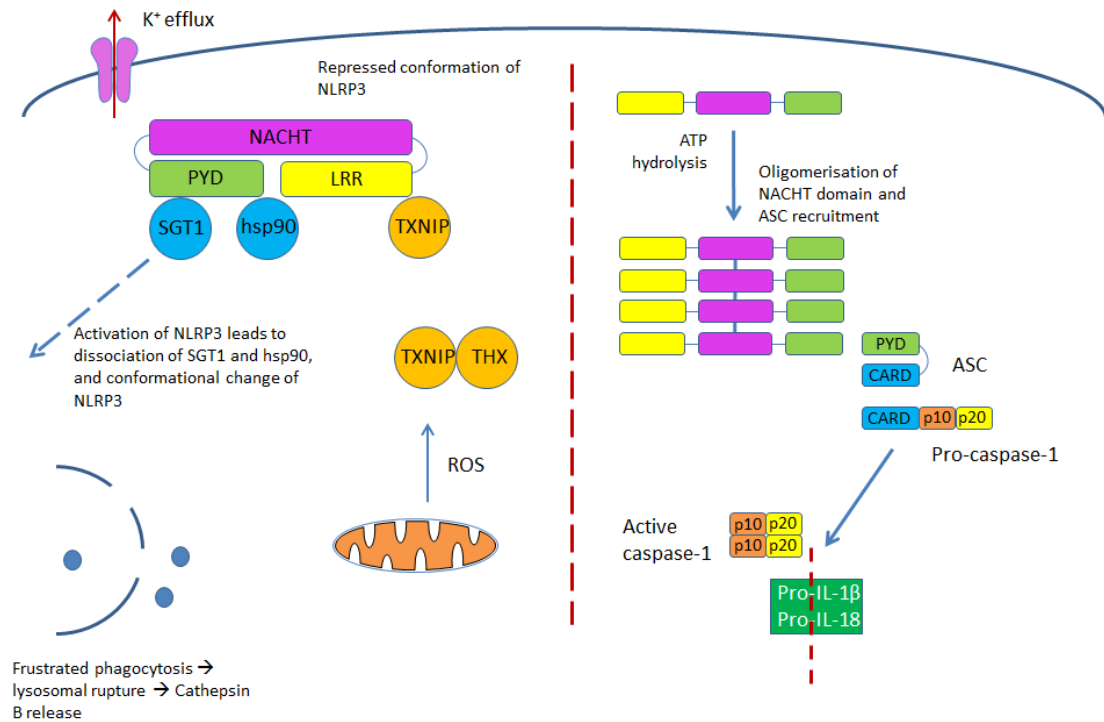 K⁺ efflux
Repressed conformation of
NLRP3
NACHT
PYD
LRR
SGT1
hsp90
TXNIP
Activation of NLRP3 leads to
dissociation of SGT1 and hsp90,
and conformational change of
NLRP3
TXNIP
THX
ROS
Frustrated phagocytosis →
lysosomal rupture → Cathepsin
B release
ATP
hydrolysis
Oligomerisation of
NACHT domain and
ASC recruitment
PYD
CARD
ASC
CARD
p10
p20
Pro-caspase-1
Active
caspase-1
p10
p20
p10
p20
Pro-IL-1β
Pro-IL-18